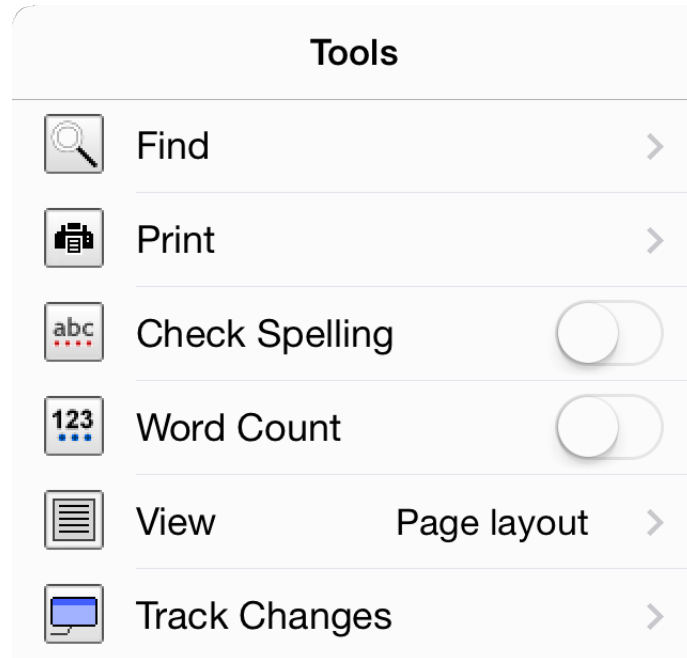 Tools
Find
Print
abc Check Spelling
123 Word Count
View Page layout
Track Changes